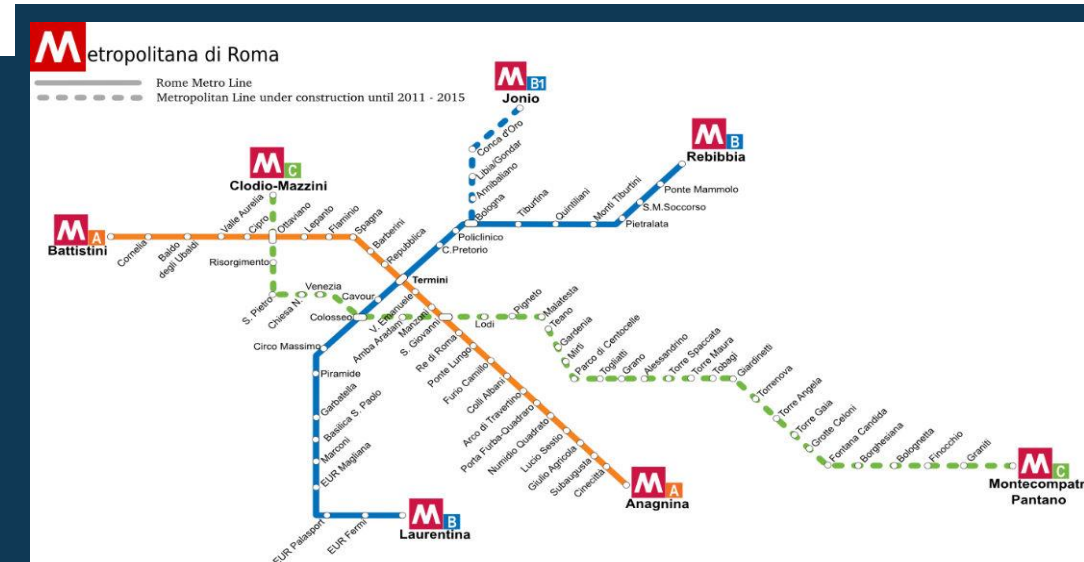 Metropolitana di Roma
Rome Metro Line
Metropolitan Line under construction until 2011 - 2015
M B1
Jonio
Conca d'Oro
Libia/Gondar
Annibaliano
Bologna
M B
Rebibbia
Ponte Mammolo
S.M.Soccorso
Pietralata
Monti Tiburtini
Quintiliani
Tiburtina
Policlinico
C.Pretorio
Termini
Cavour
Colosseo
Circo Massimo
Piramide
Garbatella
Basilica S. Paolo
Marconi
EUR Magliana
EUR Palasport
EUR Fermi
M B
Laurentina
M A
Battistini
Cornelia
Baldo
degli Ubaldi
Valle Aurelia
Cipro
Ottaviano
Lepanto
Flaminio
Spagna
Barberini
Repubblica
V. Emanuele
Manzoni
S. Giovanni
Re di Roma
Ponte Lungo
Furio Camillo
Colli Albani
Arco di Travertino
Porta Furba-Quadraro
Numidio Quadrato
Lucio Sestio
Giulio Agricola
Subaugusta
Cinecittà
M A
Anagnina
M C
Clodio-Mazzini
Risorgimento
S. Pietro
Chiesa N.
Venezia
Amba Aradam
Lodi
Pigneto
Malatesta
Teano
Gardenia
Mirti
Parco di Centocelle
Togliatti
Grano
Alessandrino
Torre Spaccata
Torre Maura
Tobagi
Giardinetti
Torrenova
Torre Angela
Torre Gaia
Grotte Celoni
Fontana Candida
Borghesiana
Bolognetta
Finocchio
Graniti
M C
Montecompatr
Pantano